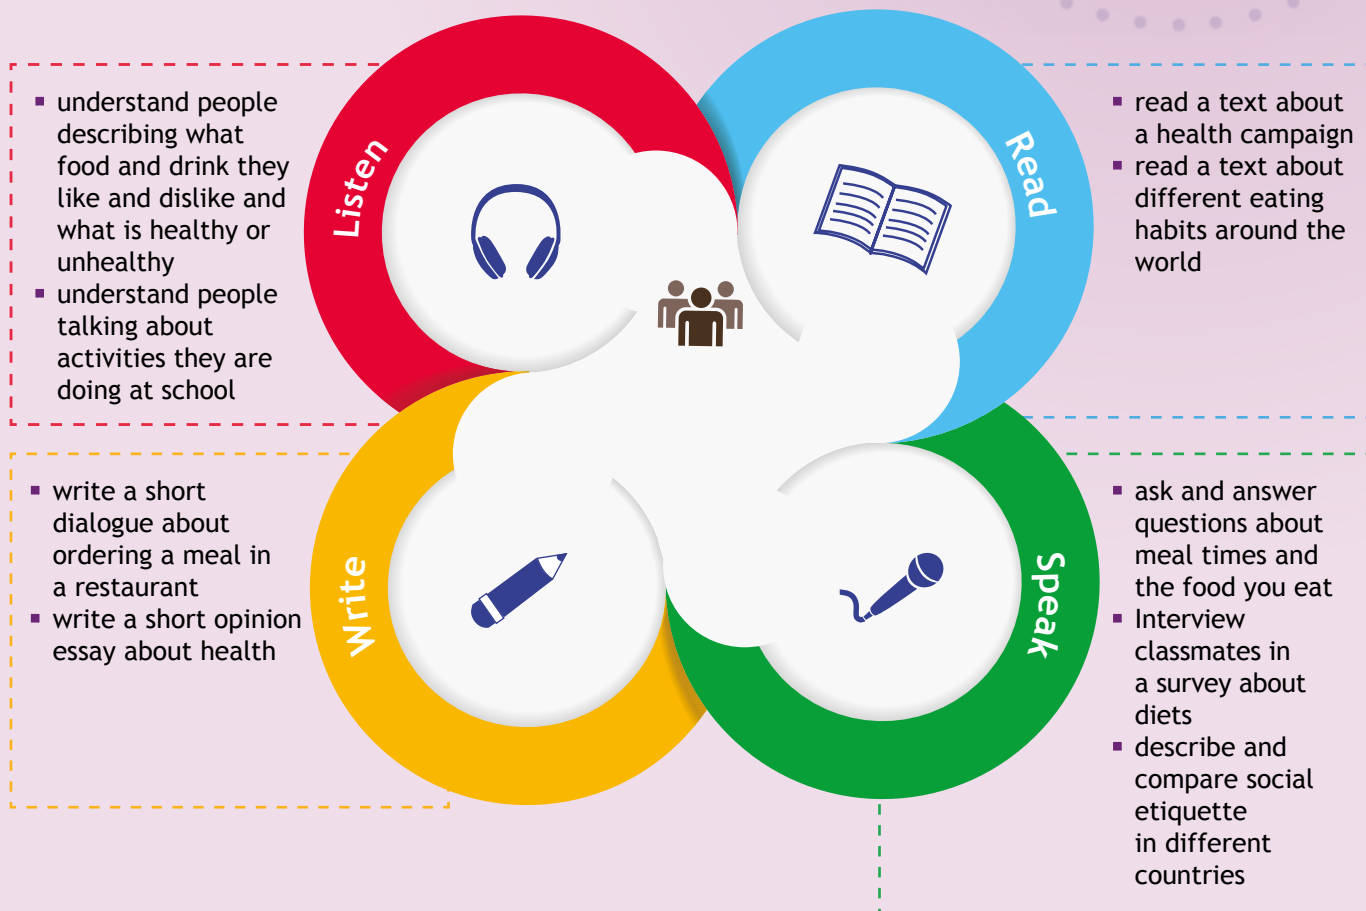 Listen
▪ understand people
describing what
food and drink they
like and dislike and
what is healthy or
unhealthy
▪ understand people
talking about
activities they are
doing at school
Read
▪ read a text about
a health campaign
▪ read a text about
different eating
habits around the
world
Write
▪ write a short
dialogue about
ordering a meal in
a restaurant
▪ write a short opinion
essay about health
Speak
▪ ask and answer
questions about
meal times and
the food you eat
▪ Interview
classmates in
a survey about
diets
▪ describe and
compare social
etiquette
in different
countries